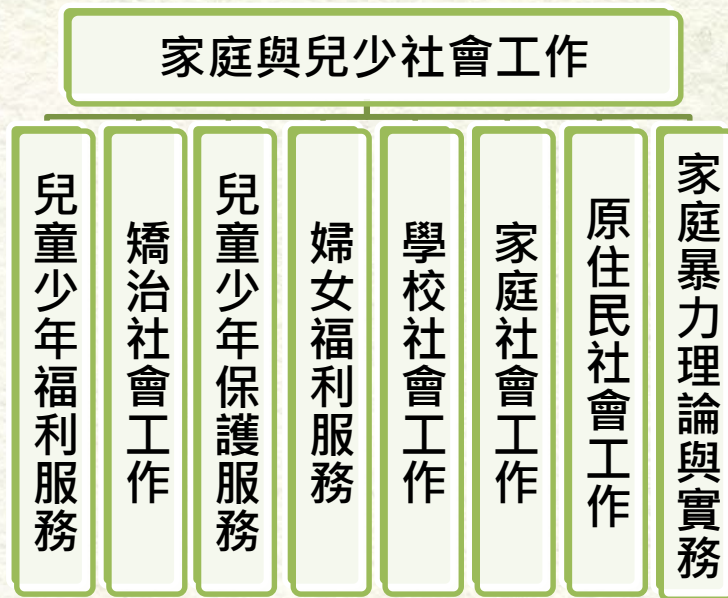 家庭與兒少社會工作
兒童少年福利服務
矯治社會工作
兒童少年保護服務
婦女福利服務
學校社會工作
家庭社會工作
原住民社會工作
家庭暴力理論與實務